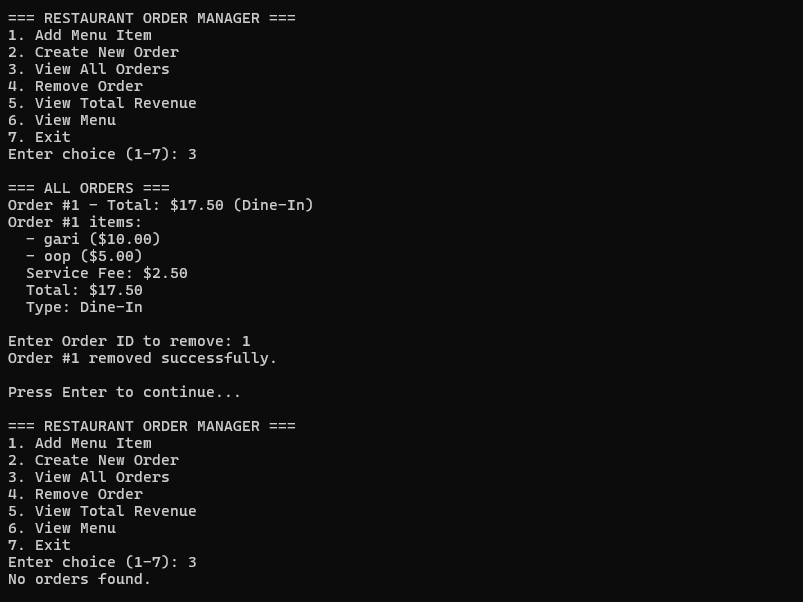 === RESTAURANT ORDER MANAGER ===
1. Add Menu Item
2. Create New Order
3. View All Orders
4. Remove Order
5. View Total Revenue
6. View Menu
7. Exit
Enter choice (1-7): 3
=== ALL ORDERS ===
Order #1 - Total: $17.50 (Dine-In)
Order #1 items:
- gari ($10.00)
- oop ($5.00)
Service Fee: $2.50
Total: $17.50
Type: Dine-In
Enter Order ID to remove: 1
Order #1 removed successfully.
Press Enter to continue...
=== RESTAURANT ORDER MANAGER ===
1. Add Menu Item
2. Create New Order
3. View All Orders
4. Remove Order
5. View Total Revenue
6. View Menu
7. Exit
Enter choice (1-7): 3
No orders found.